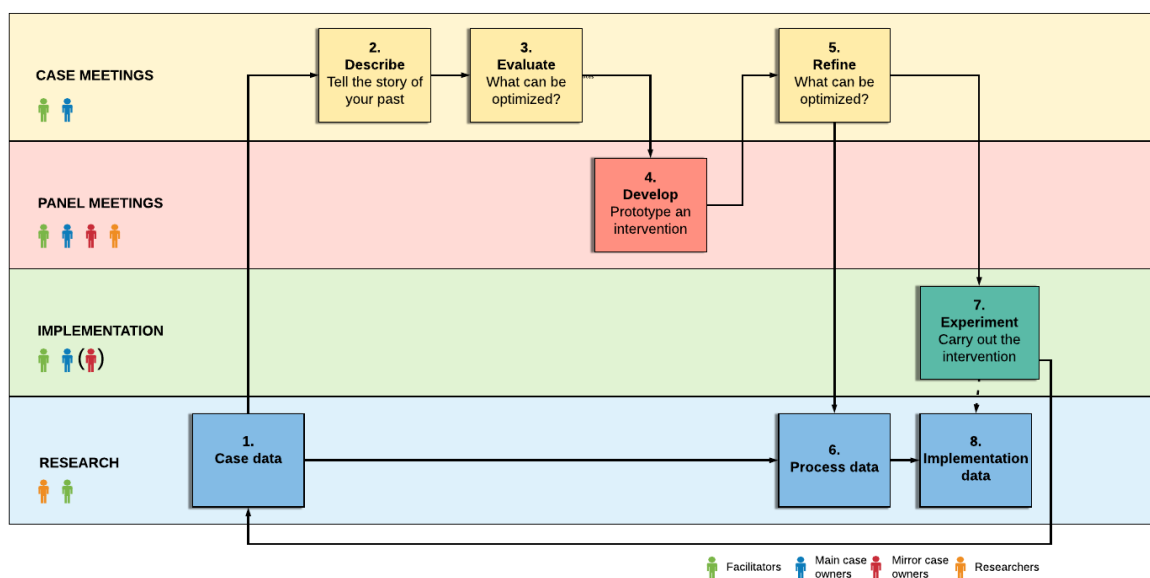 CASE MEETINGS
2.
Describe
Tell the story of
your past
3.
Evaluate
What can be
optimized?
5.
Refine
What can be
optimized?
PANEL MEETINGS
4.
Develop
Prototype an
intervention
IMPLEMENTATION
( )
7.
Experiment
Carry out the
intervention
RESEARCH
1.
Case data
6.
Process data
8.
Implementation
data
Facilitators
Main case
owners
Mirror case
owners
Researchers